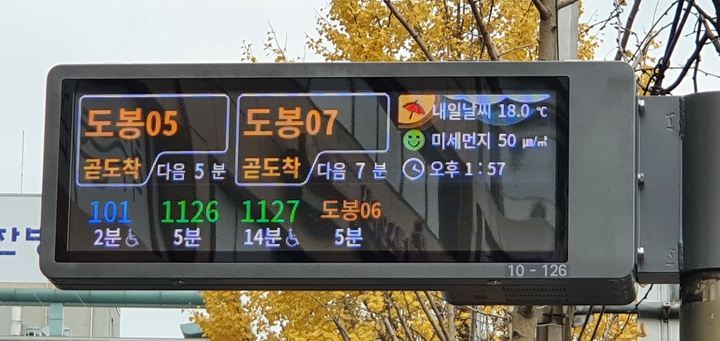 도봉05
곧도착 다음 5 분
도봉07
곧도착 다음 7 분
내일날씨 18.0 ℃
미세먼지 50 ㎍/㎥
오후 1:57
101
2분
1126
5분
1127
14분
도봉06
5분
10 - 126